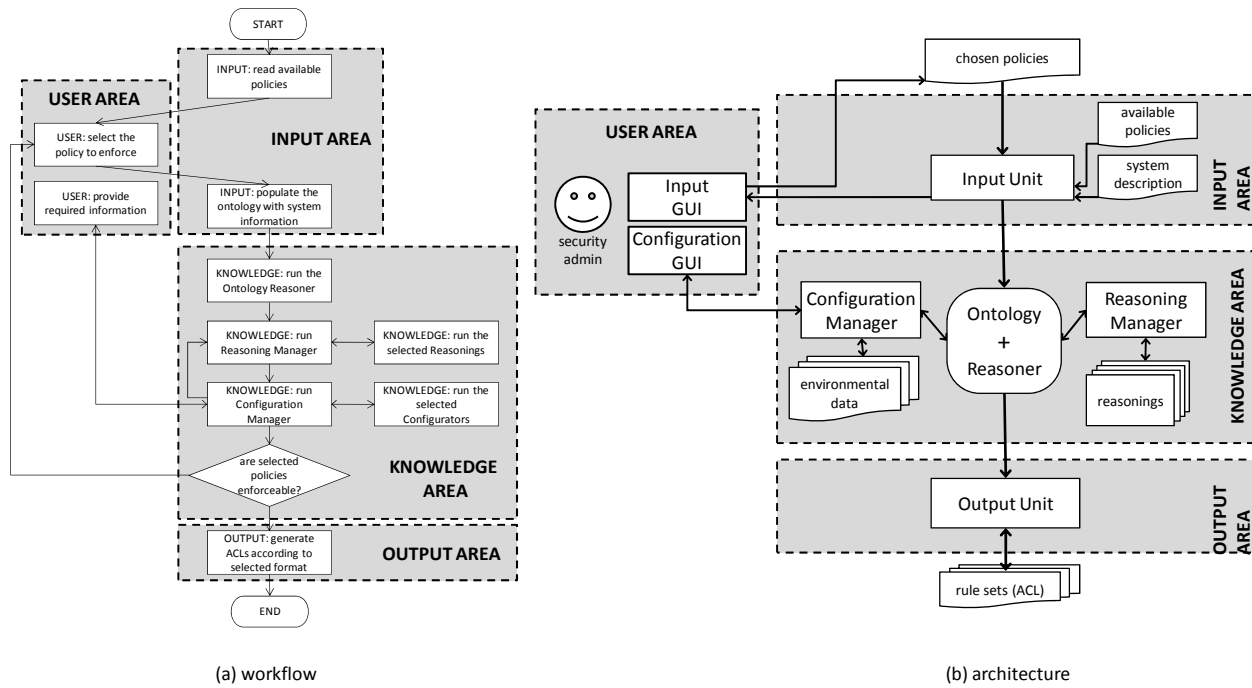 START
INPUT: read available
policies
USER AREA
INPUT AREA
USER: select the
policy to enforce
USER: provide
required information
INPUT: populate the
ontology with system
information
KNOWLEDGE: run the
Ontology Reasoner
KNOWLEDGE: run
Reasoning Manager
KNOWLEDGE: run the
selected Reasonings
KNOWLEDGE: run
Configuration
Manager
KNOWLEDGE: run the
selected
Configurators
are selected
policies
enforceable?
KNOWLEDGE
AREA
OUTPUT: generate
ACLs according to
selected format
OUTPUT AREA
END
(a) workflow
chosen policies
USER AREA
available
policies
system
description
Input Unit
INPUT
AREA
Input
GUI
security
admin
Configuration
GUI
Configuration
Manager
Ontology
+
Reasoner
Reasoning
Manager
environmental
data
reasonings
KNOWLEDGE AREA
Output Unit
OUTPUT
AREA
rule sets (ACL)
(b) architecture